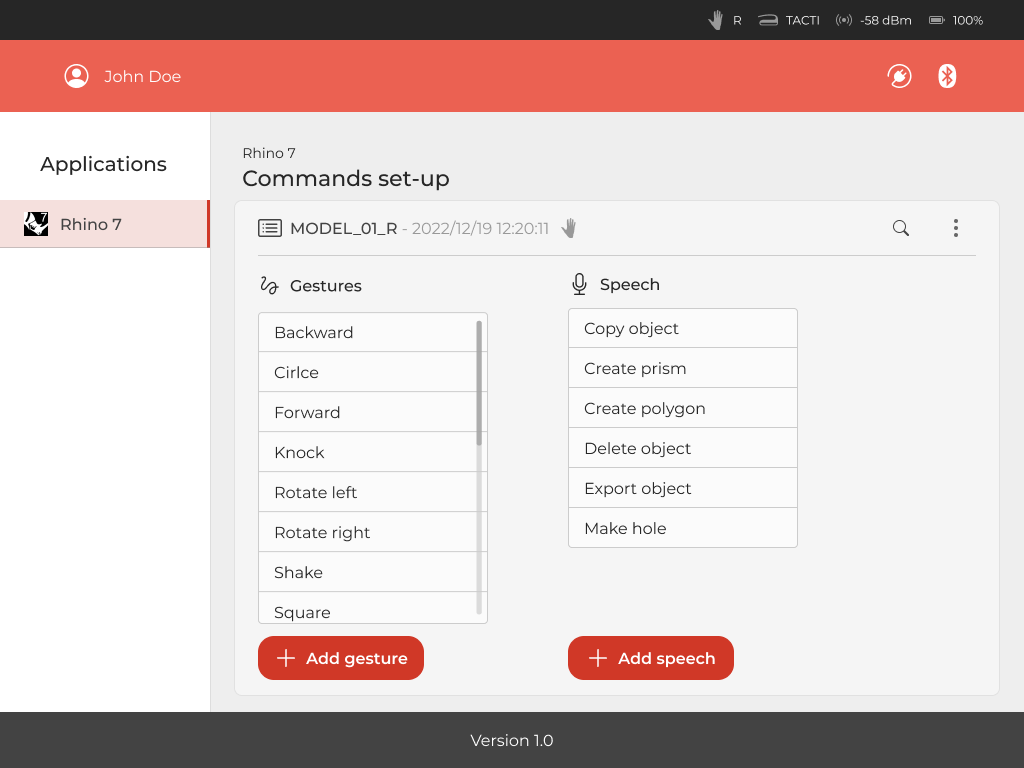 R TACTI -58 dBm 100%
John Doe
Applications
Rhino 7
Rhino 7
Commands set-up
MODEL_01_R - 2022/12/19 12:20:11
Gestures
Backward
Cirlce
Forward
Knock
Rotate left
Rotate right
Shake
Square
Add gesture
Speech
Copy object
Create prism
Create polygon
Delete object
Export object
Make hole
Add speech
Version 1.0